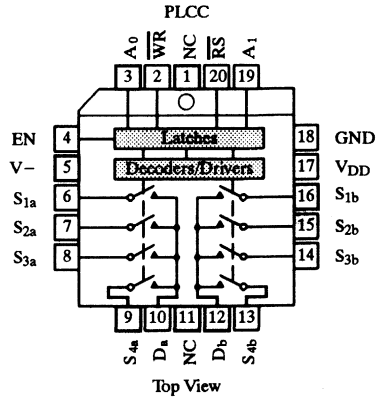 PLCC
A0 WR NC RS A1
3 2 1 20 19
EN 4 Latches 18 GND
V− 5 Decoders/Drivers 17 VDD
S1a 6 16 S1b
S2a 7 15 S2b
S3a 8 14 S3b
9 10 11 12 13
S4a Da NC Db S4b
Top View